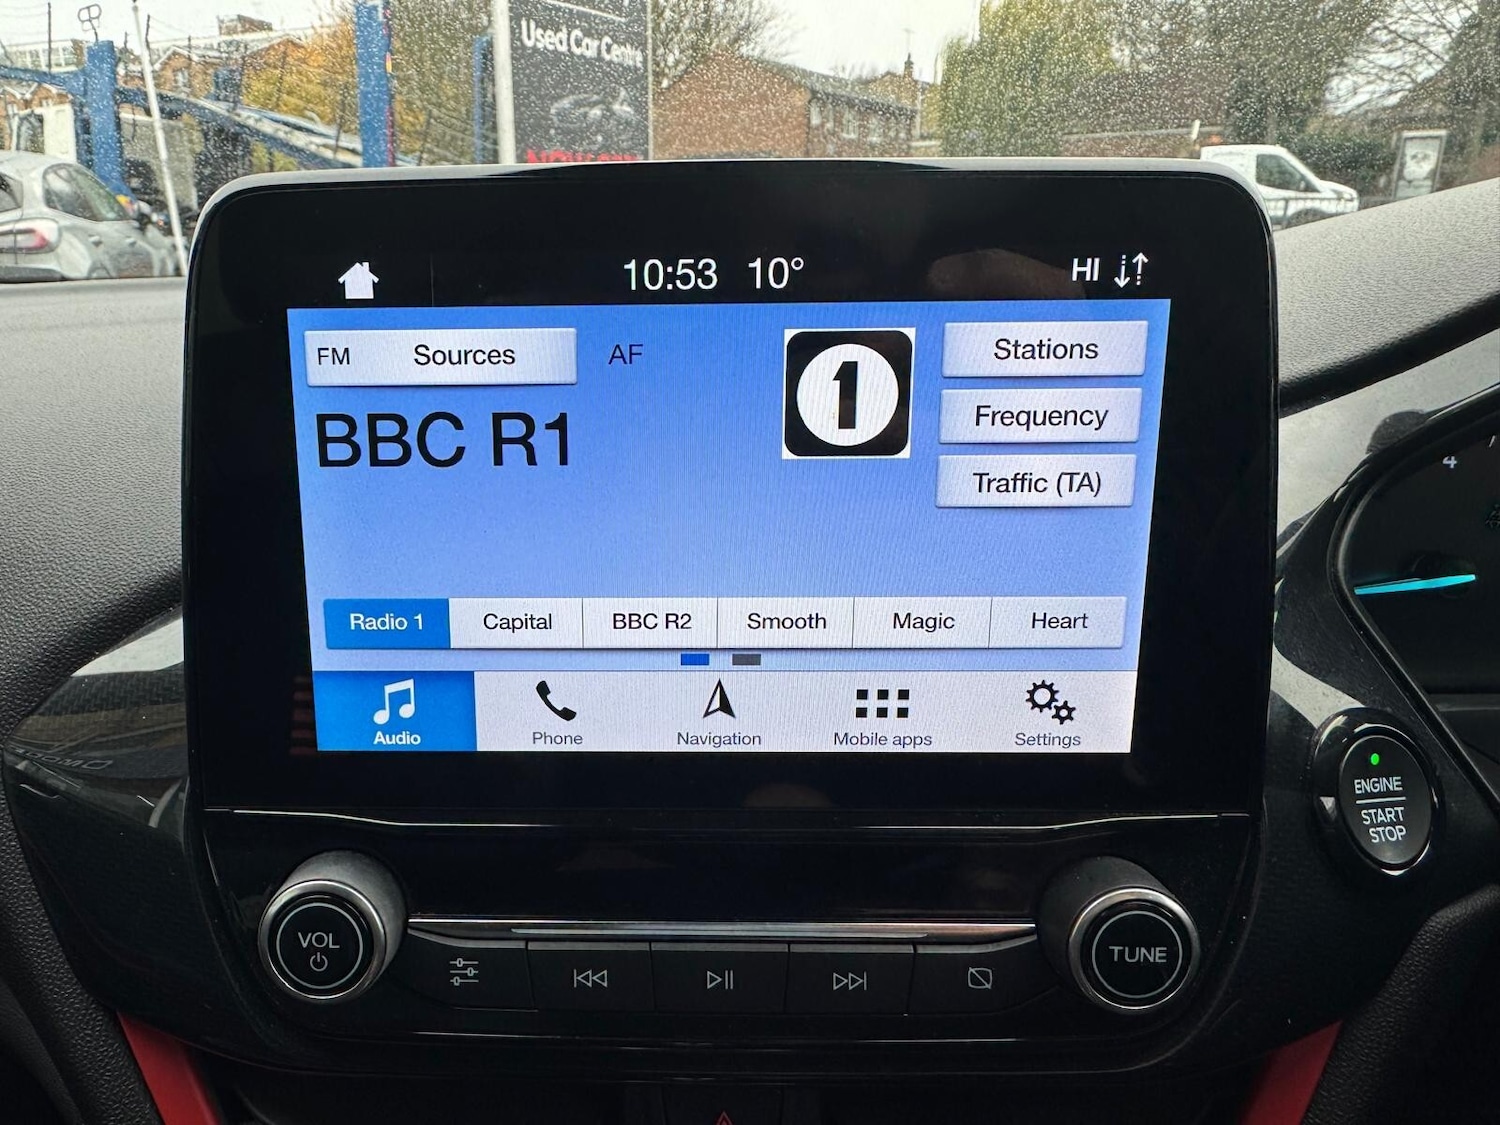 Used Car Centre
10:53 10° HI
FM Sources
AF
1
Stations
BBC R1
Frequency
Traffic (TA)
Radio 1
Capital
BBC R2
Smooth
Magic
Heart
Audio
Phone
Navigation
Mobile apps
Settings
4
ENGINE
START
STOP
VOL
TUNE